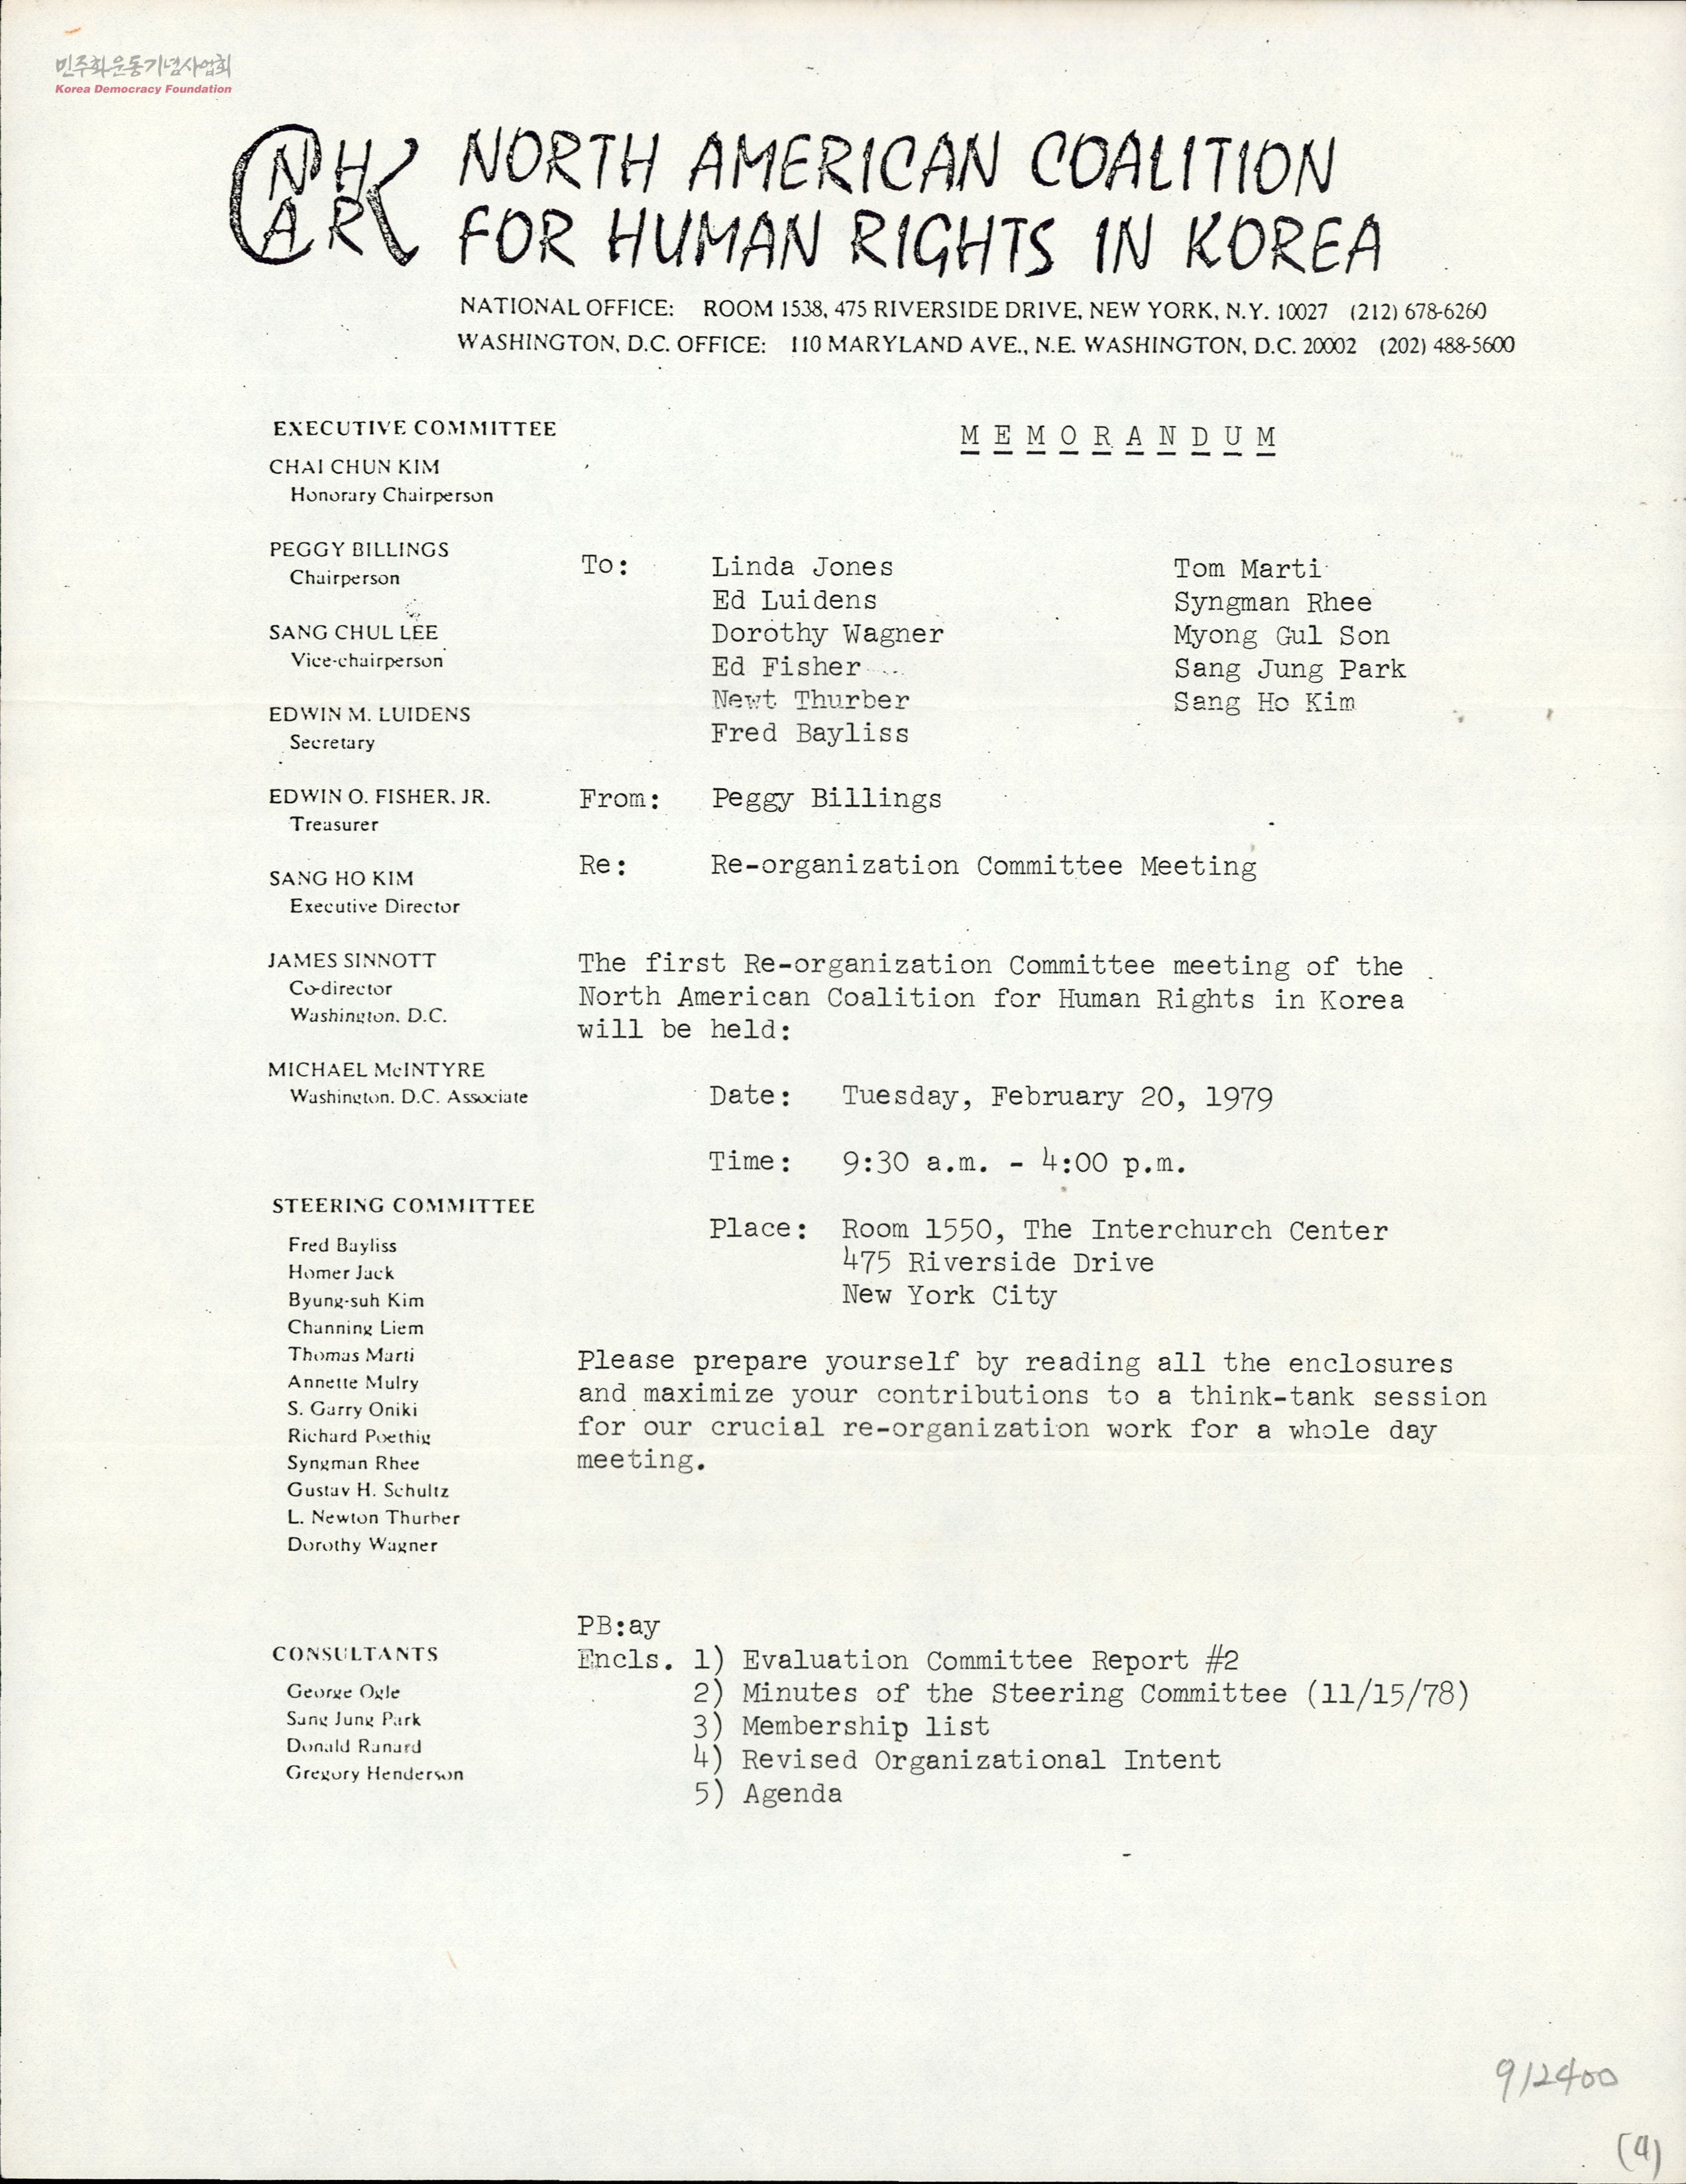 민주화운동기념사업회
Korea Democracy Foundation
NACHRK NORTH AMERICAN COALITION
FOR HUMAN RIGHTS IN KOREA
NATIONAL OFFICE: ROOM 1538, 475 RIVERSIDE DRIVE, NEW YORK, N.Y. 10027 (212) 678-6260
WASHINGTON, D.C. OFFICE: 110 MARYLAND AVE., N.E. WASHINGTON, D.C. 20002 (202) 488-5600
EXECUTIVE COMMITTEE
CHAI CHUN KIM
Honorary Chairperson
PEGGY BILLINGS
Chairperson
SANG CHUL LEE
Vice-chairperson
EDWIN M. LUIDENS
Secretary
EDWIN O. FISHER, JR.
Treasurer
SANG HO KIM
Executive Director
JAMES SINNOTT
Co-director
Washington, D.C.
MICHAEL McINTYRE
Washington, D.C. Associate
STEERING COMMITTEE
Fred Bayliss
Homer Jack
Byung-suh Kim
Channing Liem
Thomas Marti
Annette Mulry
S. Garry Oniki
Richard Poethig
Syngman Rhee
Gustav H. Schultz
L. Newton Thurber
Dorothy Wagner
CONSULTANTS
George Ogle
Sang Jung Park
Donald Ranard
Gregory Henderson
MEMORANDUM
To: Linda Jones Tom Marti
Ed Luidens Syngman Rhee
Dorothy Wagner Myong Gul Son
Ed Fisher Sang Jung Park
Newt Thurber Sang Ho Kim
Fred Bayliss
From: Peggy Billings
Re: Re-organization Committee Meeting
The first Re-organization Committee meeting of the
North American Coalition for Human Rights in Korea
will be held:
Date: Tuesday, February 20, 1979
Time: 9:30 a.m. - 4:00 p.m.
Place: Room 1550, The Interchurch Center
475 Riverside Drive
New York City
Please prepare yourself by reading all the enclosures
and maximize your contributions to a think-tank session
for our crucial re-organization work for a whole day
meeting.
PB:ay
Encls. 1) Evaluation Committee Report #2
2) Minutes of the Steering Committee (11/15/78)
3) Membership list
4) Revised Organizational Intent
5) Agenda
912400
(4)